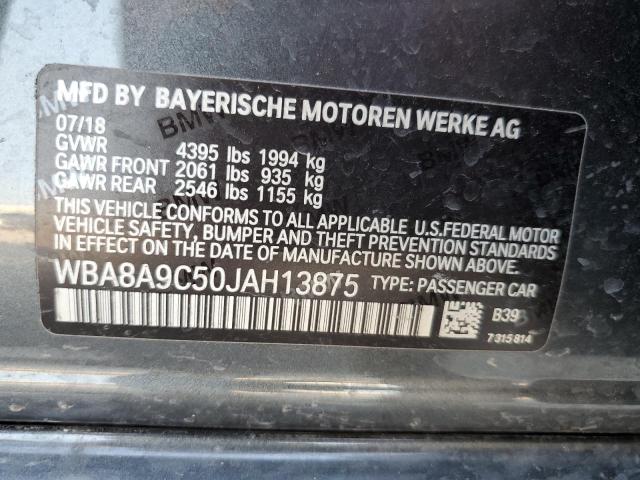 MFD BY BAYERISCHE MOTOREN WERKE AG
07/18
GVWR 4395 lbs 1994 kg
GAWR FRONT 2061 lbs 935 kg
GAWR REAR 2546 lbs 1155 kg
THIS VEHICLE CONFORMS TO ALL APPLICABLE U.S.FEDERAL MOTOR
VEHICLE SAFETY, BUMPER, AND THEFT PREVENTION STANDARDS
IN EFFECT ON THE DATE OF MANUFACTURE SHOWN ABOVE.
WBA8A9C50JAH13875 TYPE: PASSENGER CAR
B39
7315814